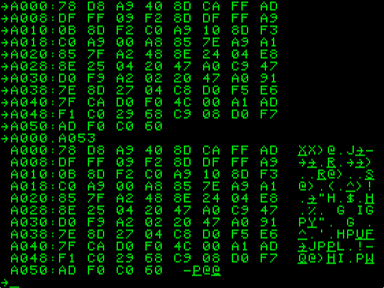 →A000:78 D8 A9 40 8D CA FF AD
→A008:DF FF 09 F2 8D DF FF A9
→A010:0B 8D F2 C0 A9 10 8D F3
→A018:C0 A9 00 A8 85 7E A9 A1
→A020:85 7F A2 48 8E 24 04 E8
→A028:8E 25 04 20 47 A0 C9 47
→A030:D0 F9 A2 02 20 47 A0 91
→A038:7E 8D 27 04 C8 D0 F5 E6
→A040:7F CA D0 F0 4C 00 A1 AD
→A048:F1 C0 29 68 C9 08 D0 F7
→A050:AD F0 C0 60
→A000.A053
A000:78 D8 A9 40 8D CA FF AD XX)@.J→-
A008:DF FF 09 F2 8D DF FF A9 →→.R.→→)
A010:0B 8D F2 C0 A9 10 8D F3 ..R@)..S
A018:C0 A9 00 A8 85 7E A9 A1 @).(.^)!
A020:85 7F A2 48 8E 24 04 E8 .→"H.$.H
A028:8E 25 04 20 47 A0 C9 47 .%. G IG
A030:D0 F9 A2 02 20 47 A0 91 PY". G .
A038:7E 8D 27 04 C8 D0 F5 E6 ^.'.HPUF
A040:7F CA D0 F0 4C 00 A1 AD →JPPL.!-
A048:F1 C0 29 68 C9 08 D0 F7 Q@)HI.PW
A050:AD F0 C0 60 -P@@
→_